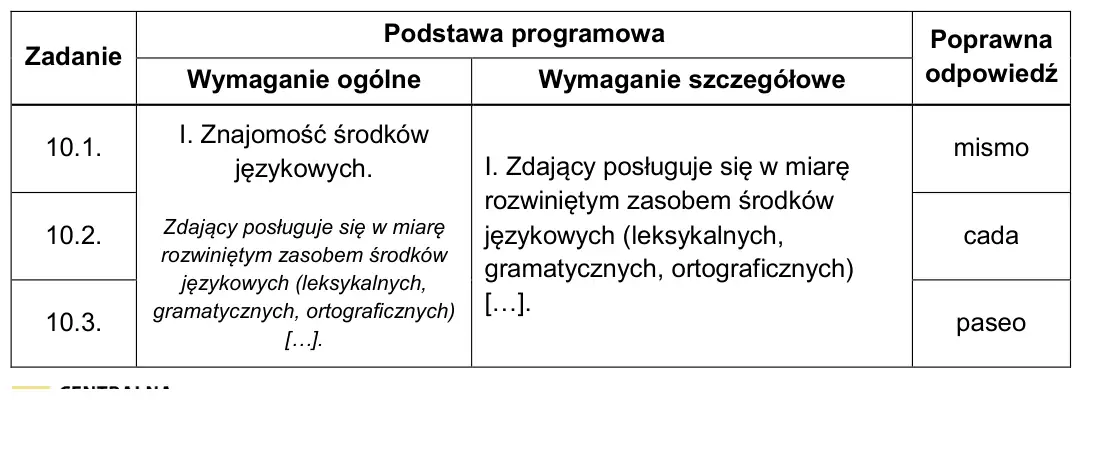 Zadanie
Podstawa programowa
Poprawna
odpowiedź
Wymaganie ogólne
Wymaganie szczegółowe
10.1.
I. Znajomość środków
językowych.
Zdający posługuje się w miarę
rozwiniętym zasobem środków
językowych (leksykalnych,
gramatycznych, ortograficznych)
[…].
I. Zdający posługuje się w miarę
rozwiniętym zasobem środków
językowych (leksykalnych,
gramatycznych, ortograficznych)
[…].
mismo
10.2.
cada
10.3.
paseo
CENTRALNA